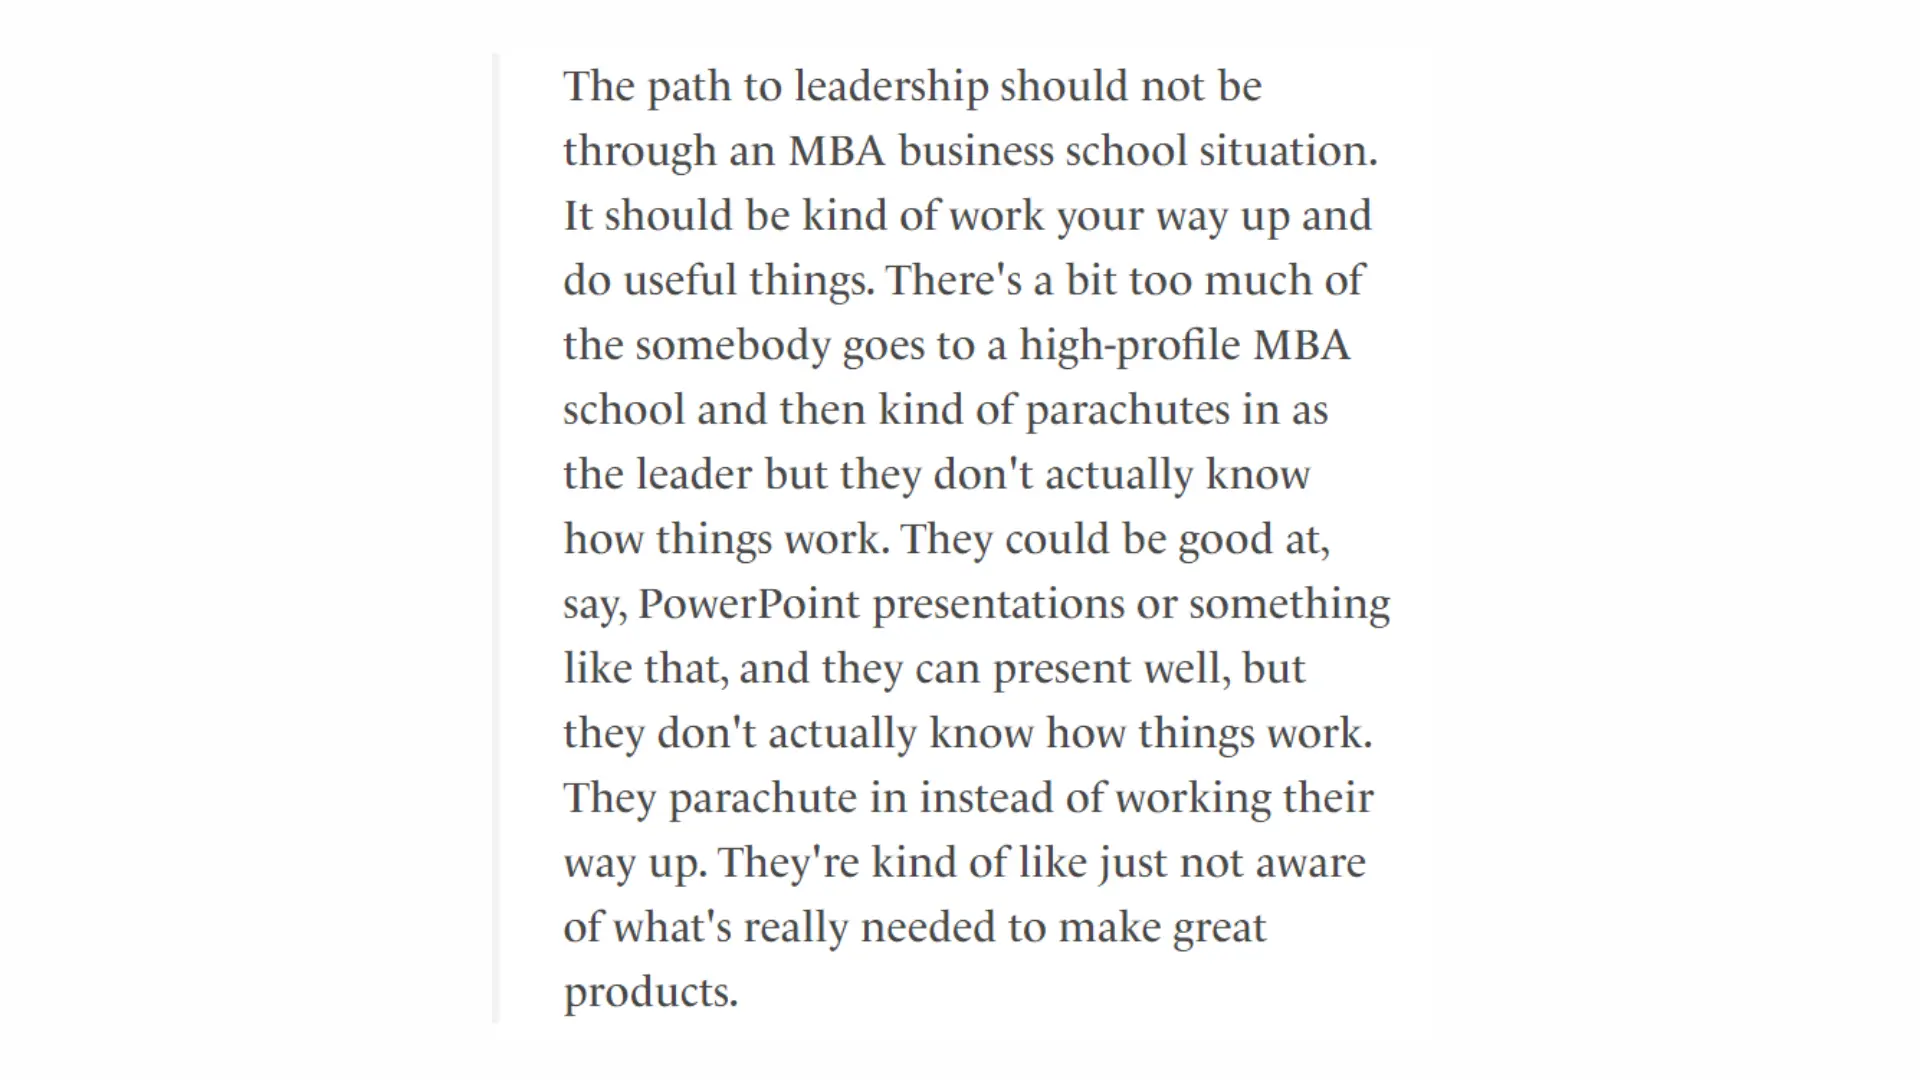 The path to leadership should not be
through an MBA business school situation.
It should be kind of work your way up and
do useful things. There's a bit too much of
the somebody goes to a high-profile MBA
school and then kind of parachutes in as
the leader but they don't actually know
how things work. They could be good at,
say, PowerPoint presentations or something
like that, and they can present well, but
they don't actually know how things work.
They parachute in instead of working their
way up. They're kind of like just not aware
of what's really needed to make great
products.